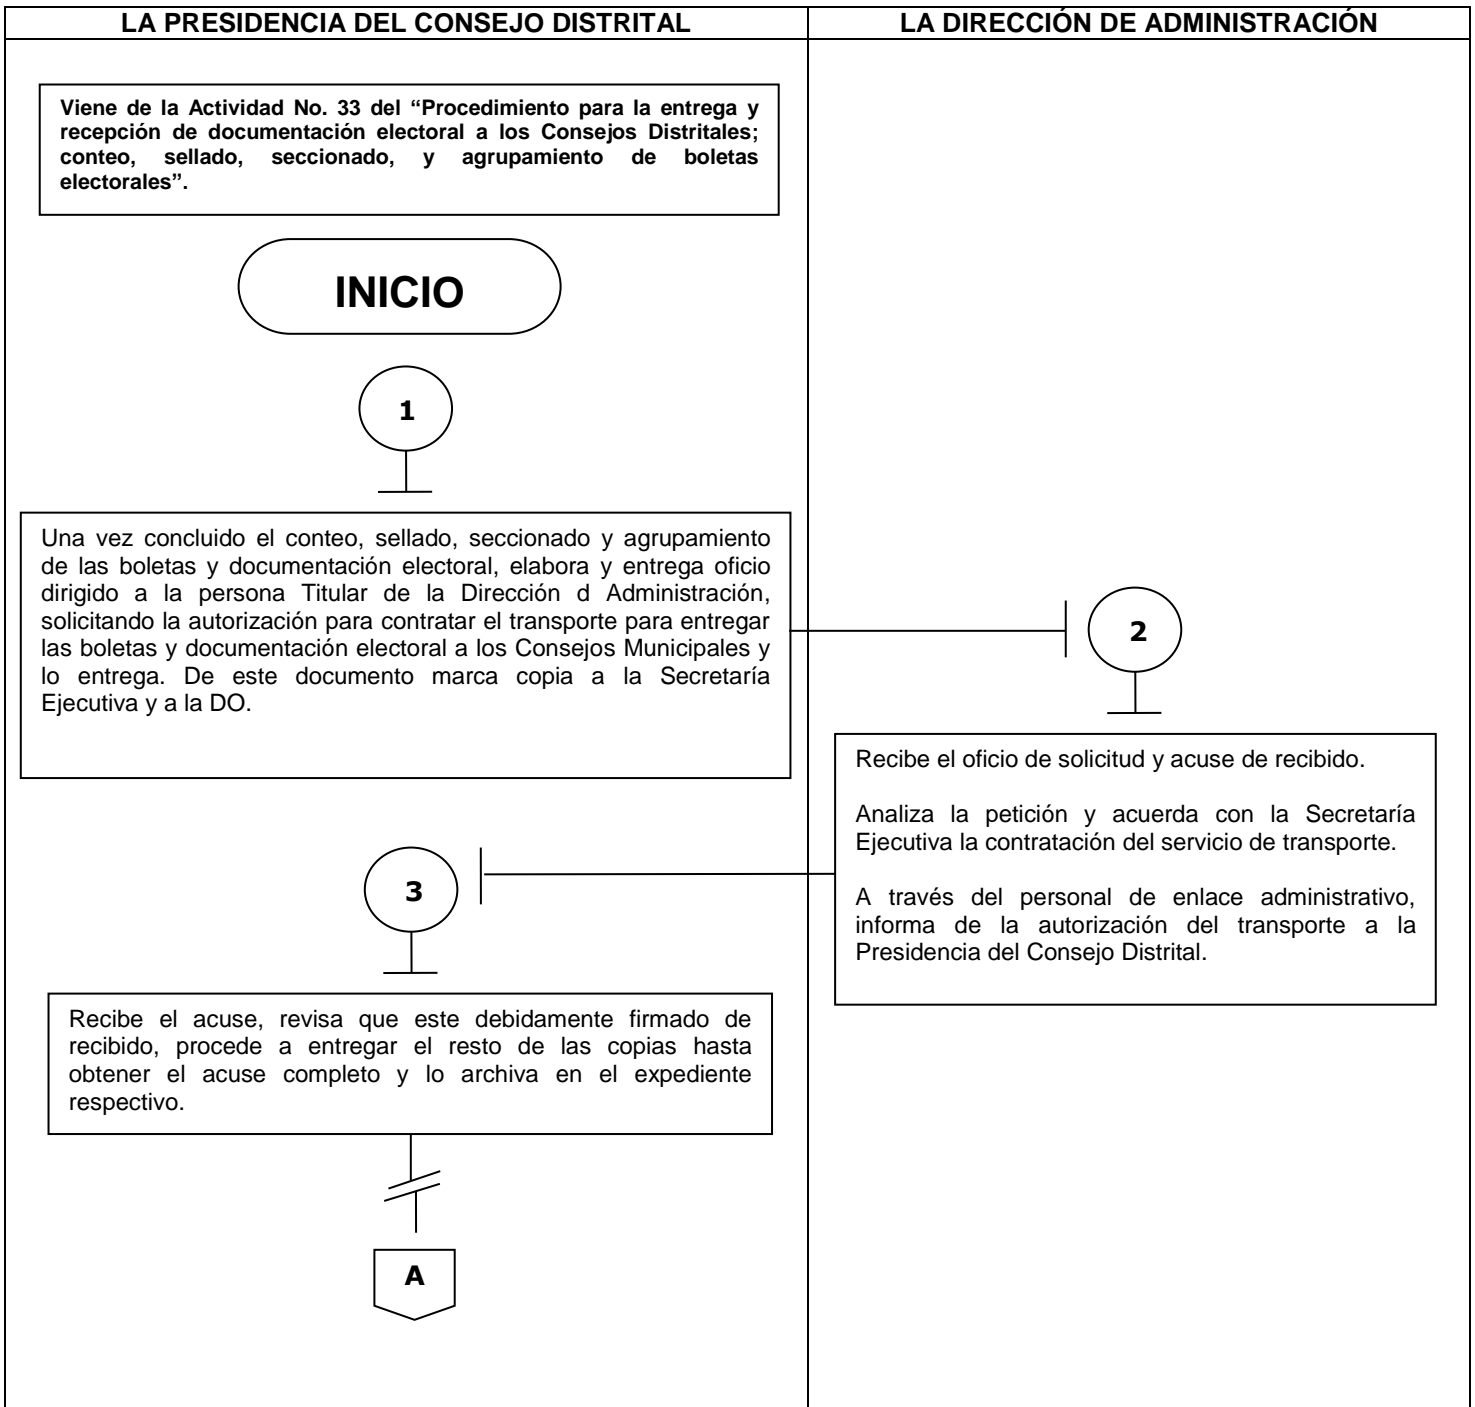 LA PRESIDENCIA DEL CONSEJO DISTRITAL
LA DIRECCIÓN DE ADMINISTRACIÓN
Viene de la Actividad No. 33 del “Procedimiento para la entrega y
recepción de documentación electoral a los Consejos Distritales;
conteo, sellado, seccionado, y agrupamiento de boletas
electorales”.
INICIO
1
Una vez concluido el conteo, sellado, seccionado y agrupamiento
de las boletas y documentación electoral, elabora y entrega oficio
dirigido a la persona Titular de la Dirección d Administración,
solicitando la autorización para contratar el transporte para entregar
las boletas y documentación electoral a los Consejos Municipales y
lo entrega. De este documento marca copia a la Secretaría
Ejecutiva y a la DO.
2
Recibe el oficio de solicitud y acuse de recibido.
Analiza la petición y acuerda con la Secretaría
Ejecutiva la contratación del servicio de transporte.
A través del personal de enlace administrativo,
informa de la autorización del transporte a la
Presidencia del Consejo Distrital.
3
Recibe el acuse, revisa que este debidamente firmado de
recibido, procede a entregar el resto de las copias hasta
obtener el acuse completo y lo archiva en el expediente
respectivo.
A